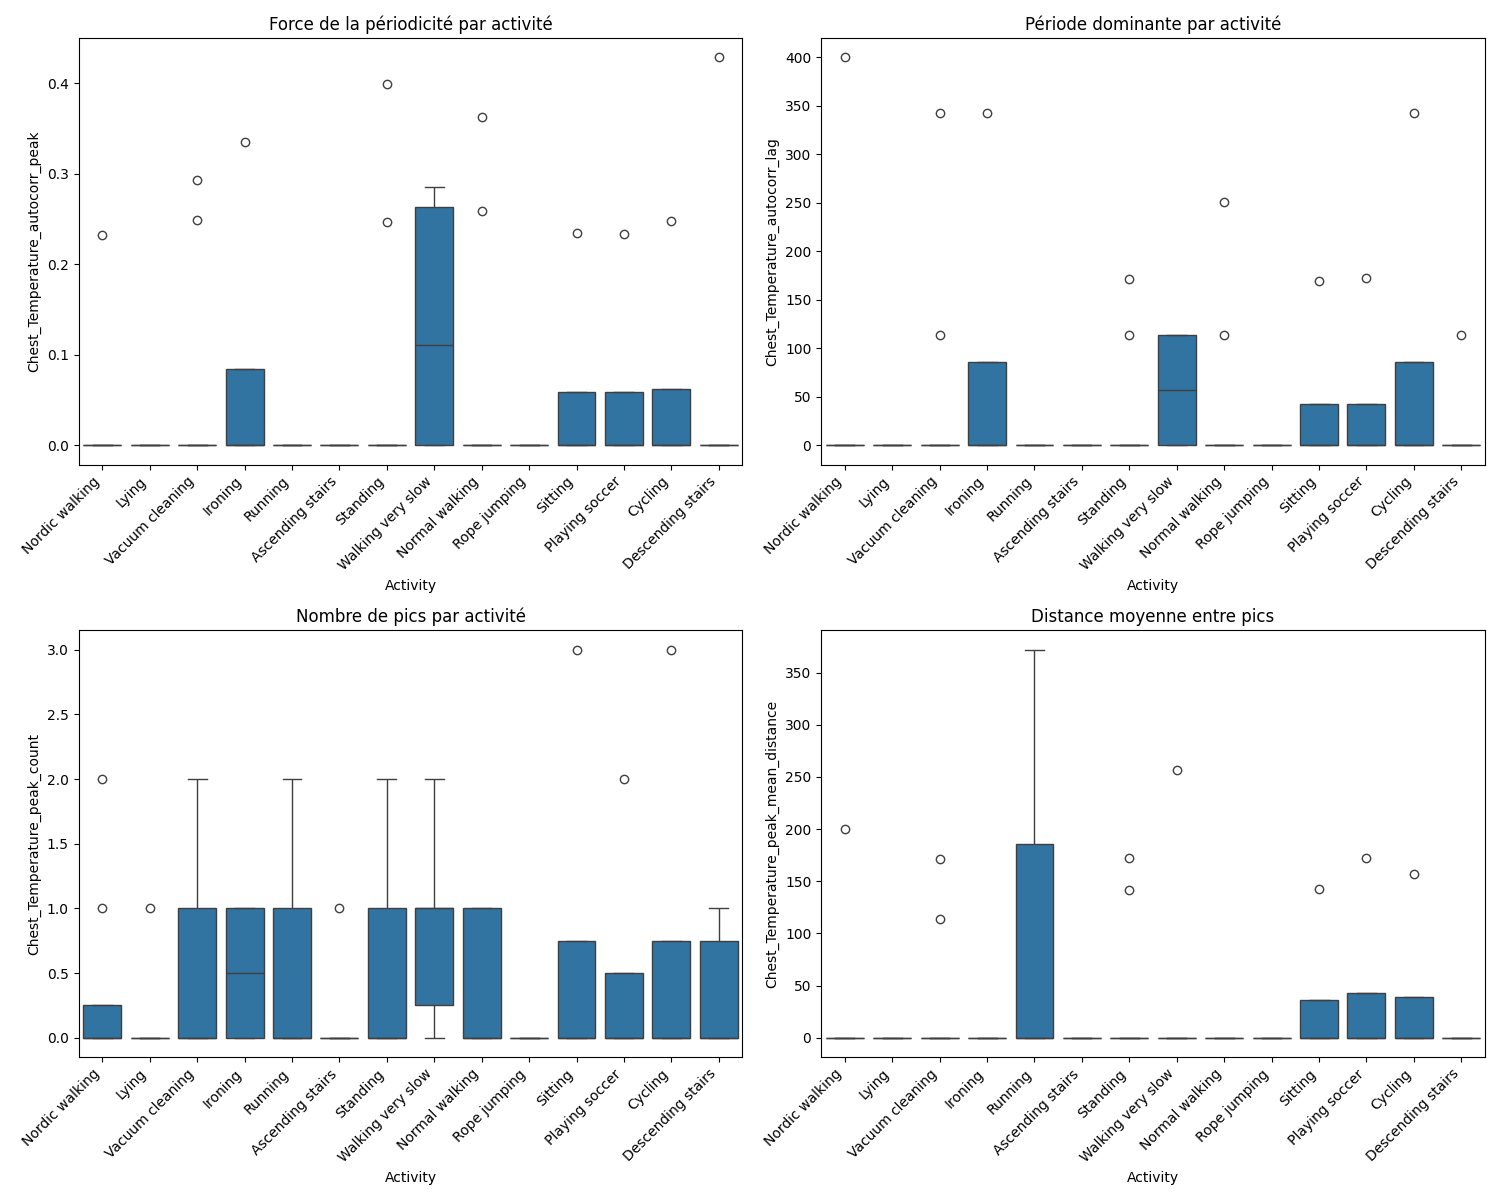 Force de la périodicité par activité
Chest_Temperature_autocorr_peak
0.4
0.3
0.2
0.1
0.0
Nordic walking
Lying
Vacuum cleaning
Ironing
Running
Ascending stairs
Standing
Walking very slow
Normal walking
Rope jumping
Sitting
Playing soccer
Cycling
Descending stairs
Activity
Période dominante par activité
Chest_Temperature_autocorr_lag
400
350
300
250
200
150
100
50
0
Nordic walking
Lying
Vacuum cleaning
Ironing
Running
Ascending stairs
Standing
Walking very slow
Normal walking
Rope jumping
Sitting
Playing soccer
Cycling
Descending stairs
Activity
Nombre de pics par activité
Chest_Temperature_peak_count
3.0
2.5
2.0
1.5
1.0
0.5
0.0
Nordic walking
Lying
Vacuum cleaning
Ironing
Running
Ascending stairs
Standing
Walking very slow
Normal walking
Rope jumping
Sitting
Playing soccer
Cycling
Descending stairs
Activity
Distance moyenne entre pics
Chest_Temperature_peak_mean_distance
350
300
250
200
150
100
50
0
Nordic walking
Lying
Vacuum cleaning
Ironing
Running
Ascending stairs
Standing
Walking very slow
Normal walking
Rope jumping
Sitting
Playing soccer
Cycling
Descending stairs
Activity